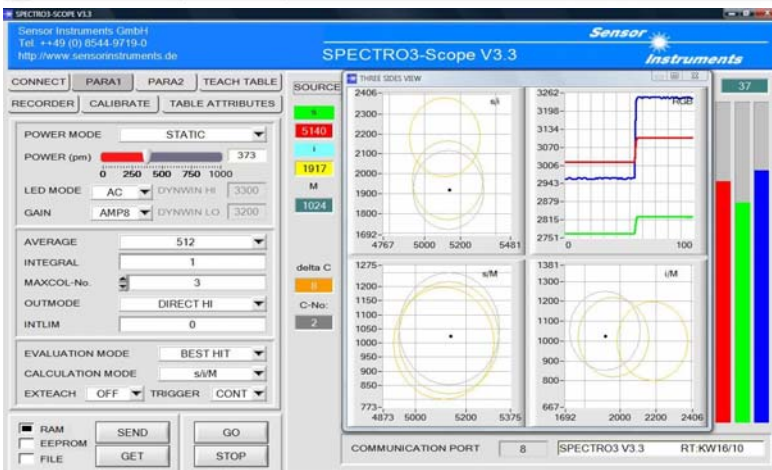 SPECTRO3-SCOPE V3.3
Sensor Instruments GmbH
Tel. ++49 (0) 8544-9719-0
http://www.sensorinstruments.de
SPECTRO3-Scope V3.3
Sensor
Instruments
CONNECT PARA1 PARA2 TEACH TABLE
RECORDER CALIBRATE TABLE ATTRIBUTES
POWER MODE STATIC
POWER (pm) 373
0 250 500 750 1000
LED MODE AC DYNWIN HI 3300
GAIN AMP8 DYNWIN LO 3200
AVERAGE 512
INTEGRAL 1
MAXCOL-No. 3
OUTMODE DIRECT HI
INTLIM 0
EVALUATION MODE BEST HIT
CALCULATION MODE s/i/M
EXTEACH OFF TRIGGER CONT
RAM
EEPROM
FILE
SEND GO
GET STOP
SOURCE
s
5140
i
1917
M
1024
delta C
8
C-No:
2
THREE SIDES VIEW
s/i
2406
2300
2200
2100
2000
1900
1800
1692
4767 5000 5200 5481
RGB
3262
3198
3134
3070
3006
2943
2879
2815
2751
0 100
s/M
1275
1200
1150
1100
1050
1000
950
900
850
773
4873 5000 5200 5375
i/M
1381
1300
1200
1100
1000
900
800
667
1692 2000 2200 2406
37
COMMUNICATION PORT 8 SPECTRO3 V3.3 RT:KW16/10